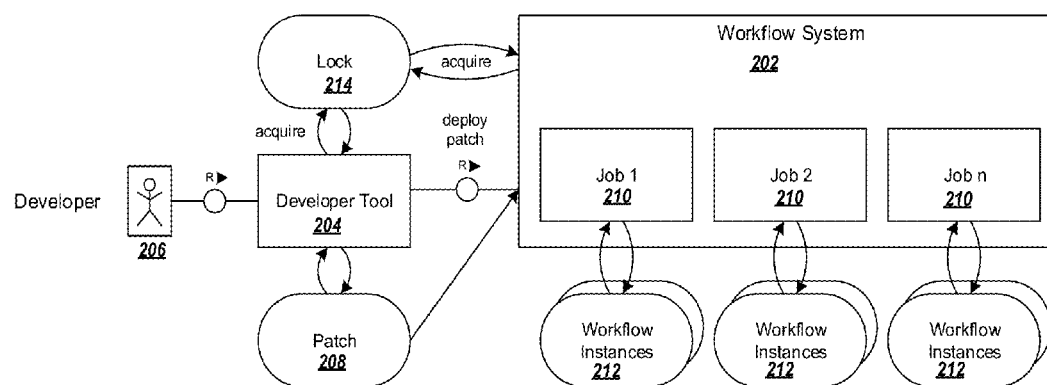 Workflow System
202
Lock
214
acquire
acquire
deploy
patch
R
R
Developer
206
Developer Tool
204
Job 1
210
Job 2
210
Job n
210
Patch
208
Workflow
Instances
212
Workflow
Instances
212
Workflow
Instances
212